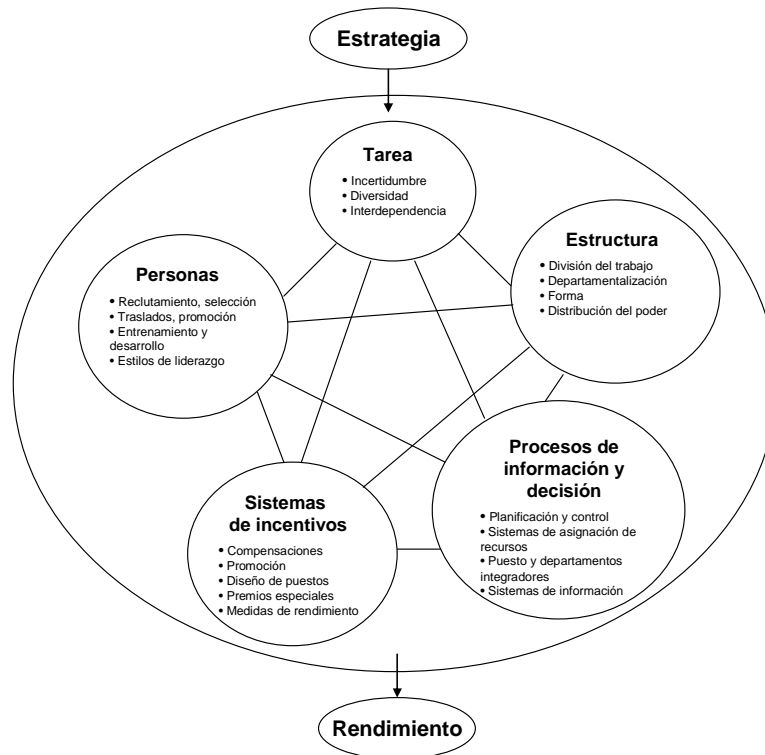 Estrategia
Tarea
• Incertidumbre
• Diversidad
• Interdependencia
Estructura
• División del trabajo
• Departamentalización
• Forma
• Distribución del poder
Personas
• Reclutamiento, selección
• Traslados, promoción
• Entrenamiento y
desarrollo
• Estilos de liderazgo
Procesos de
información y
decisión
• Planificación y control
• Sistemas de asignación de
recursos
• Puesto y departamentos
integradores
• Sistemas de información
Sistemas
de incentivos
• Compensaciones
• Promoción
• Diseño de puestos
• Premios especiales
• Medidas de rendimiento
Rendimiento